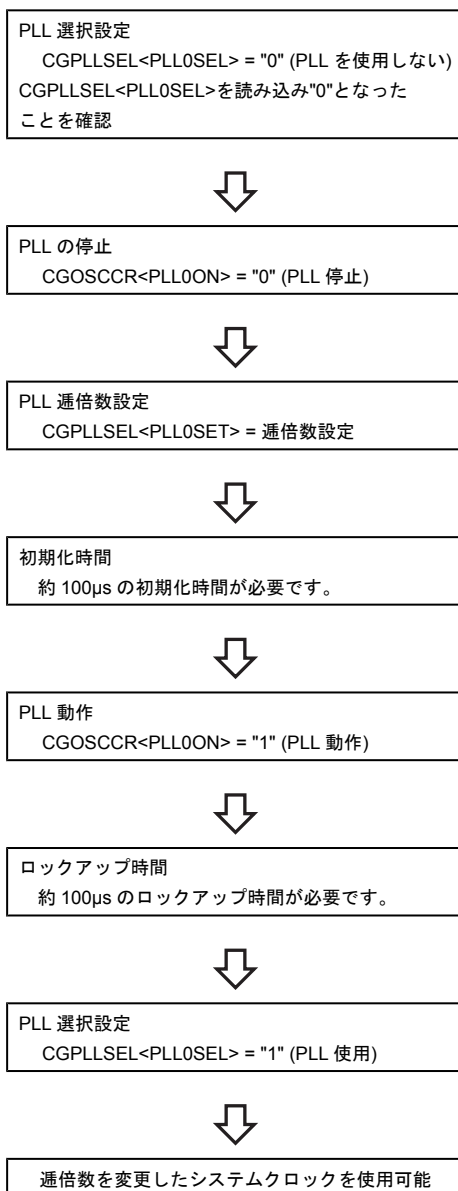 PLL 選択設定
CGPLLSEL<PLL0SEL> = "0" (PLL を使用しない)
CGPLLSEL<PLL0SEL>を読み込み"0"となった
ことを確認
PLL の停止
CGOSCCR<PLL0ON> = "0" (PLL 停止)
PLL 逓倍数設定
CGPLLSEL<PLL0SET> = 逓倍数設定
初期化時間
約 100μs の初期化時間が必要です。
PLL 動作
CGOSCCR<PLL0ON> = "1" (PLL 動作)
ロックアップ時間
約 100μs のロックアップ時間が必要です。
PLL 選択設定
CGPLLSEL<PLL0SEL> = "1" (PLL 使用)
逓倍数を変更したシステムクロックを使用可能